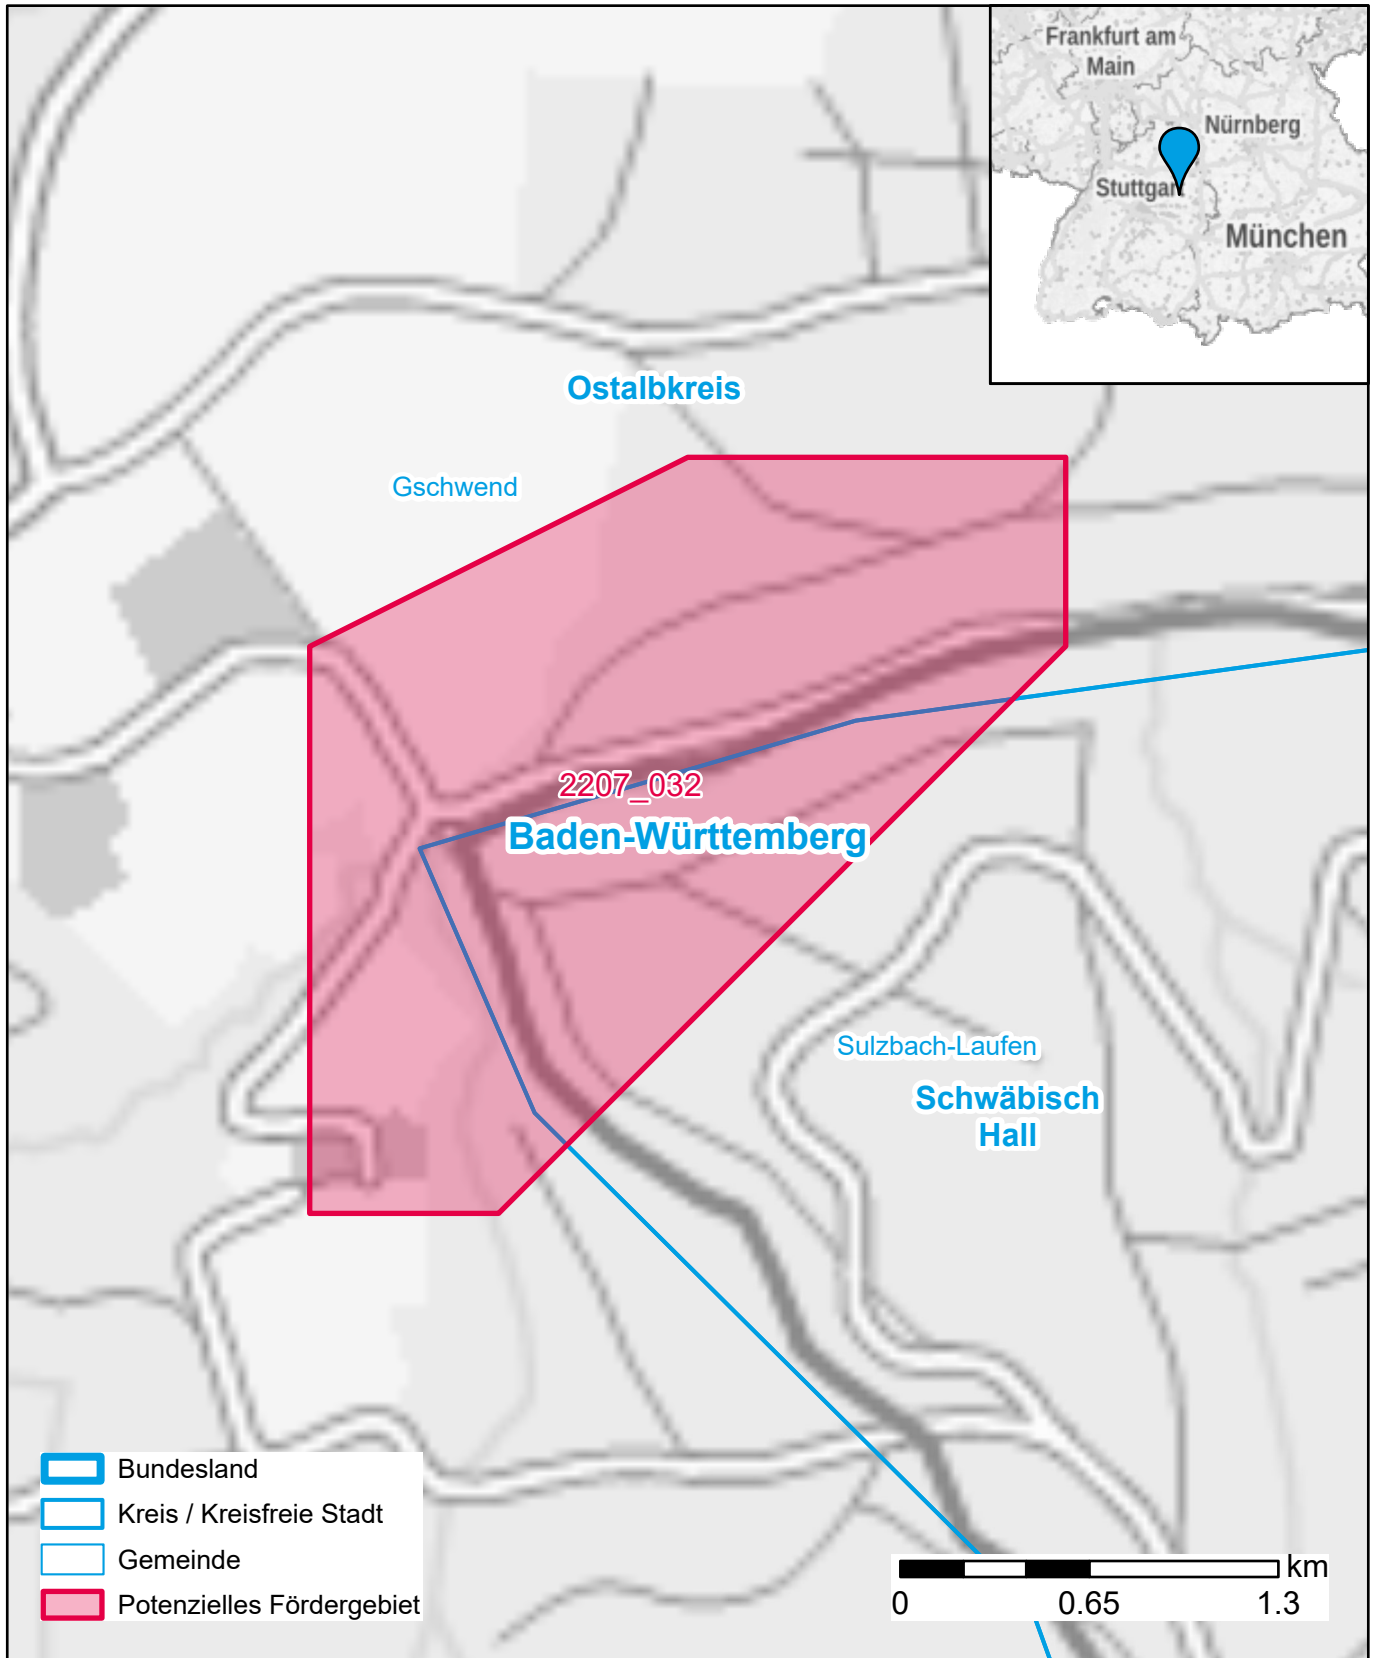 Frankfurt am
Main
Nürnberg
Stuttgart
München
Ostalbkreis
Gschwend
2207_032
Baden-Württemberg
Sulzbach-Laufen
Schwäbisch
Hall
Bundesland
Kreis / Kreisfreie Stadt
Gemeinde
Potenzielles Fördergebiet
km
0 0.65 1.3